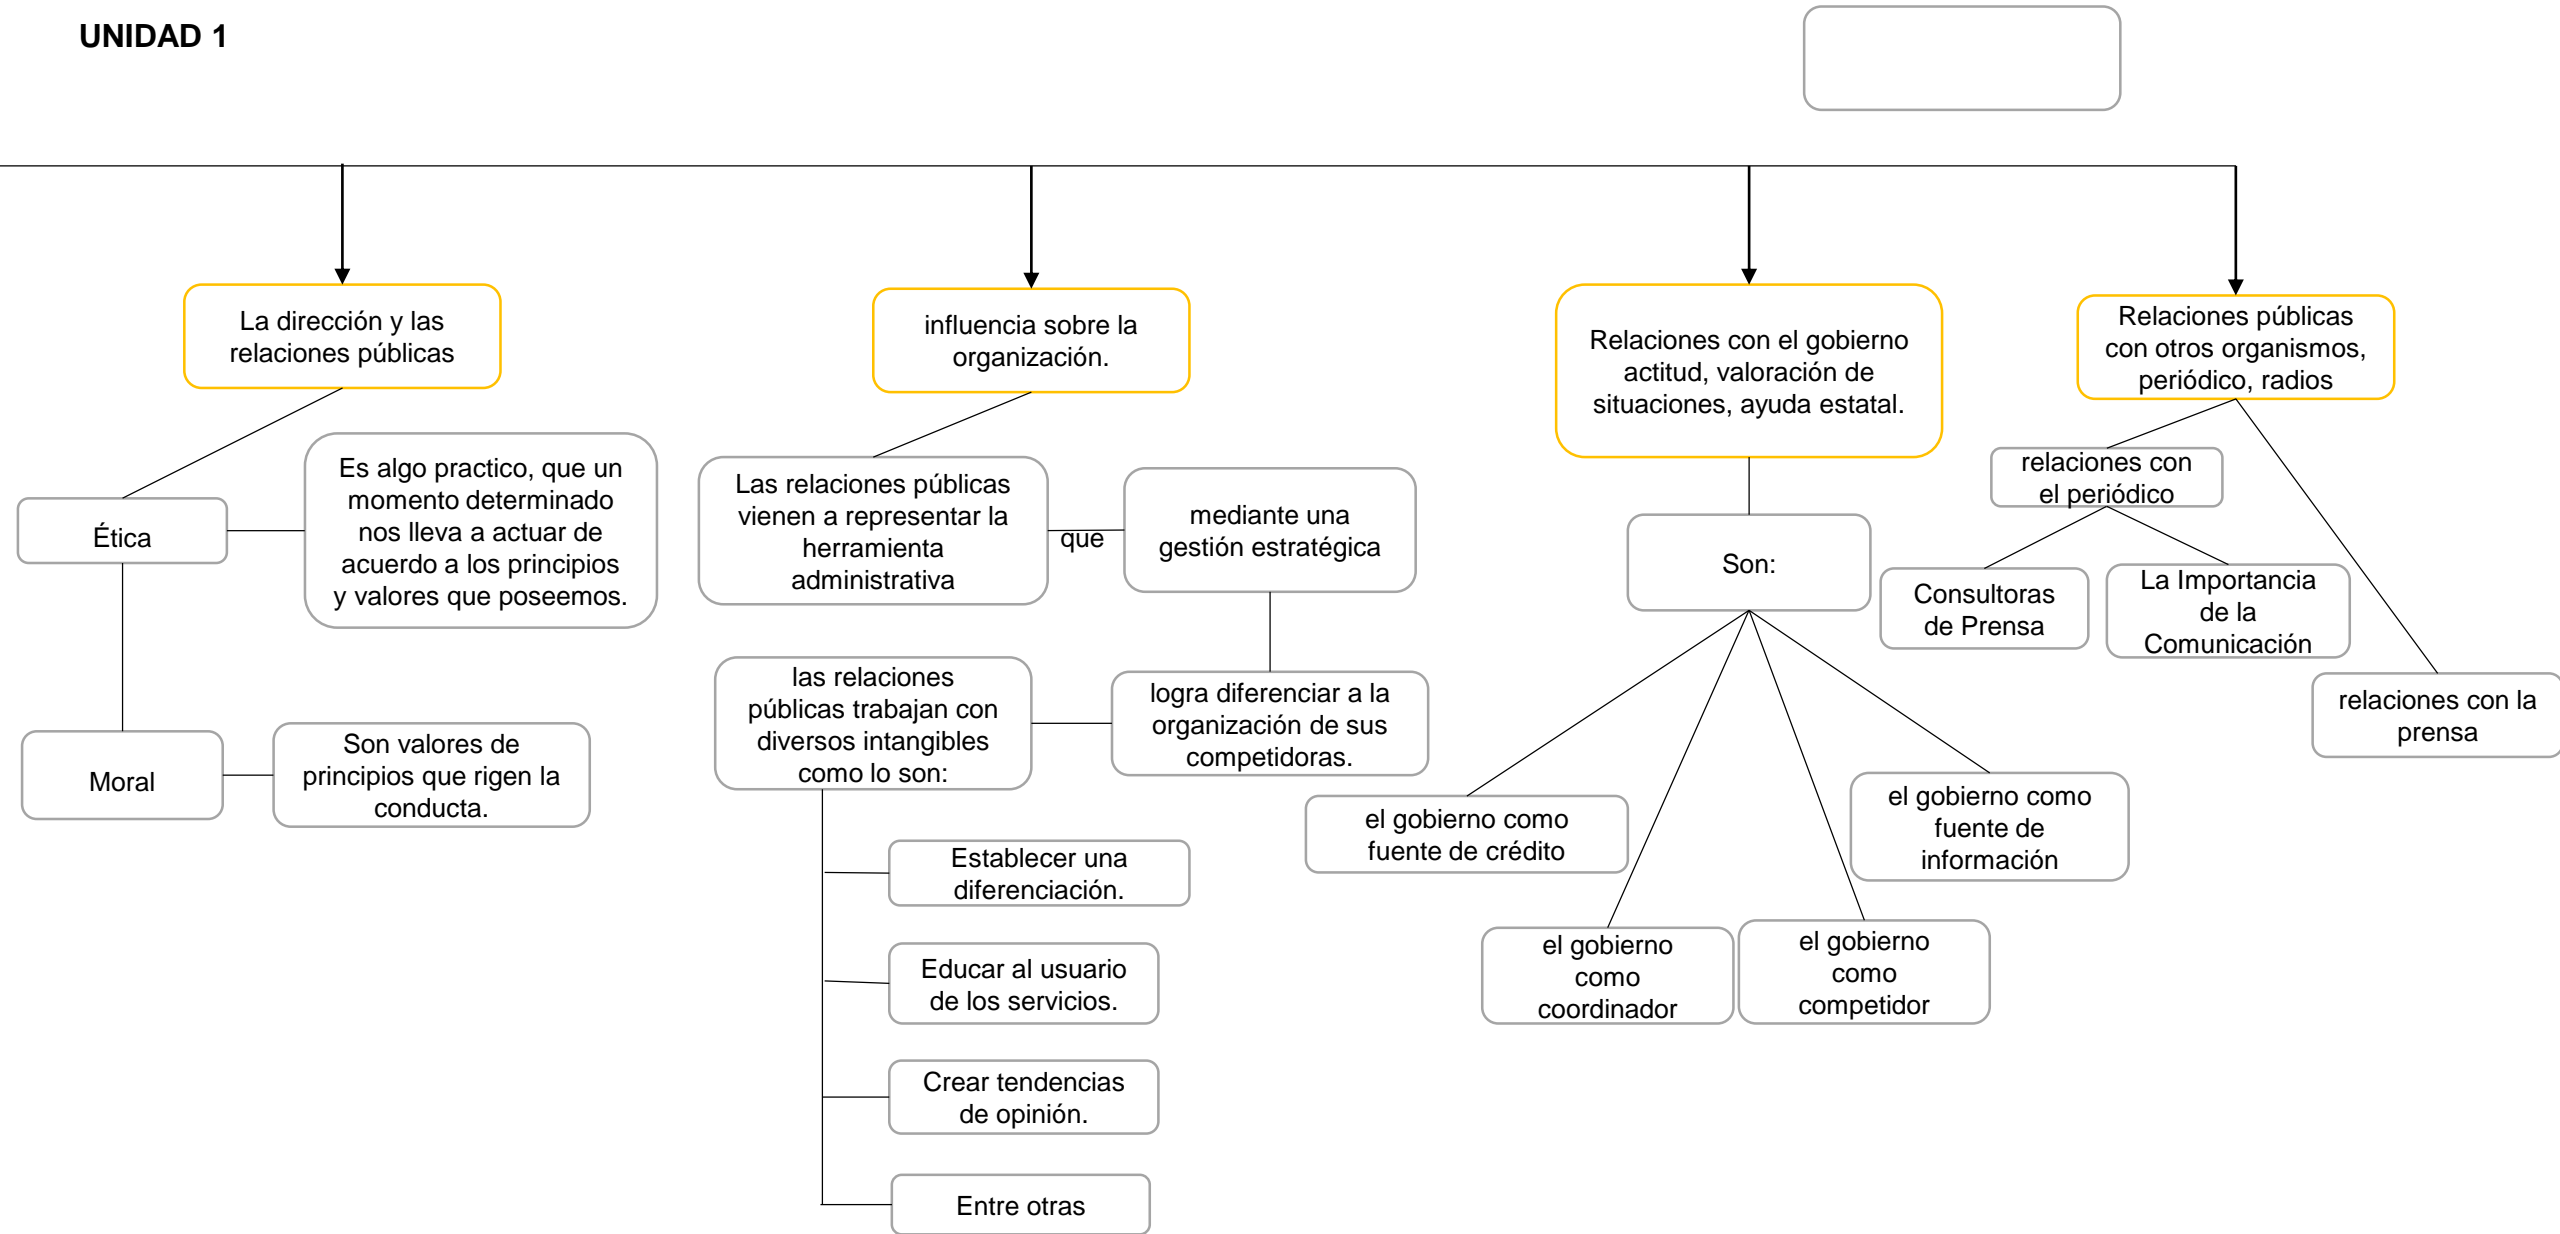 UNIDAD 1
La dirección y las
relaciones públicas
Ética
Es algo practico, que un
momento determinado
nos lleva a actuar de
acuerdo a los principios
y valores que poseemos.
Moral
Son valores de
principios que rigen la
conducta.
influencia sobre la
organización.
Las relaciones públicas
vienen a representar la
herramienta
administrativa
que
mediante una
gestión estratégica
logra diferenciar a la
organización de sus
competidoras.
las relaciones
públicas trabajan con
diversos intangibles
como lo son:
Establecer una
diferenciación.
Educar al usuario
de los servicios.
Crear tendencias
de opinión.
Entre otras
Relaciones con el gobierno
actitud, valoración de
situaciones, ayuda estatal.
Son:
el gobierno como
fuente de crédito
el gobierno
como
coordinador
el gobierno
como
competidor
el gobierno como
fuente de
información
Relaciones públicas
con otros organismos,
periódico, radios
relaciones con
el periódico
Consultoras
de Prensa
La Importancia
de la
Comunicación
relaciones con la
prensa